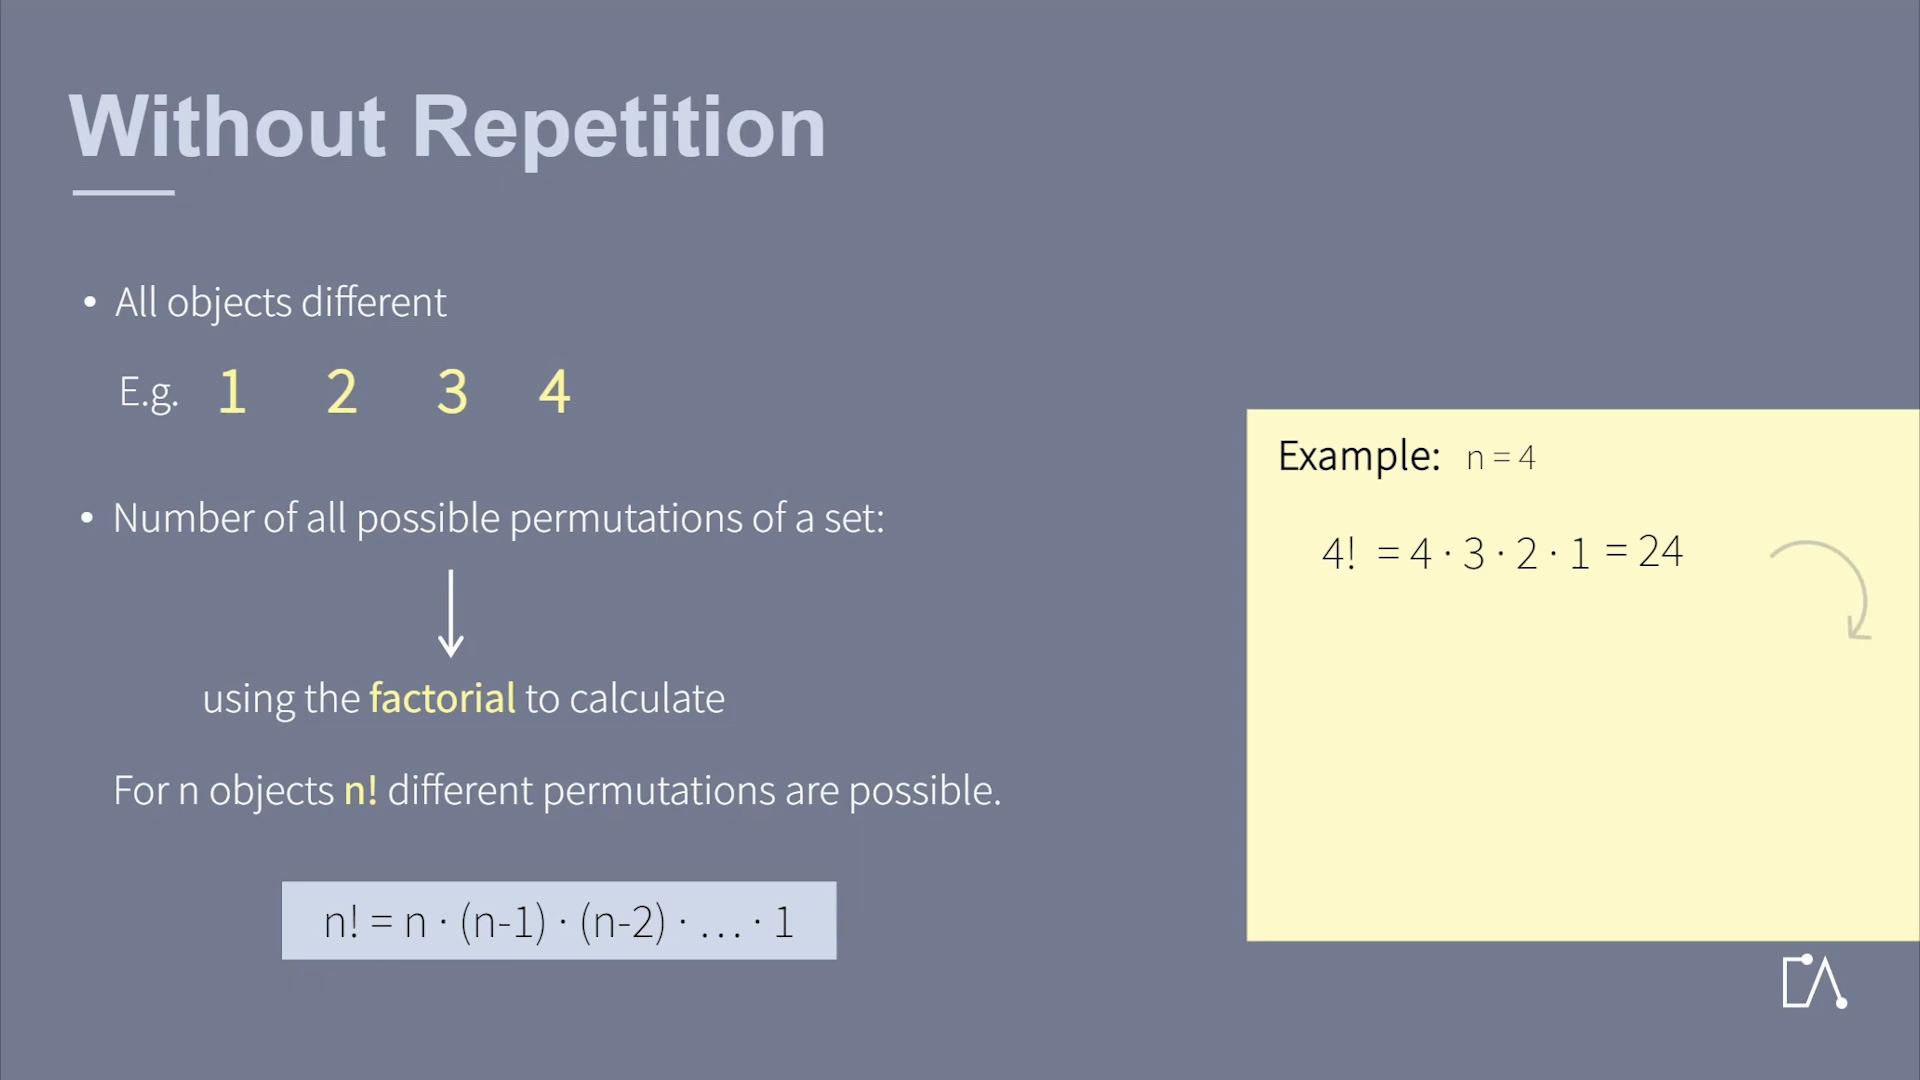 Without Repetition
• All objects different
E.g. 1 2 3 4
• Number of all possible permutations of a set:
using the factorial to calculate
For n objects n! different permutations are possible.
n! = n · (n-1) · (n-2) · … · 1
Example: n = 4
4! = 4 · 3 · 2 · 1 = 24